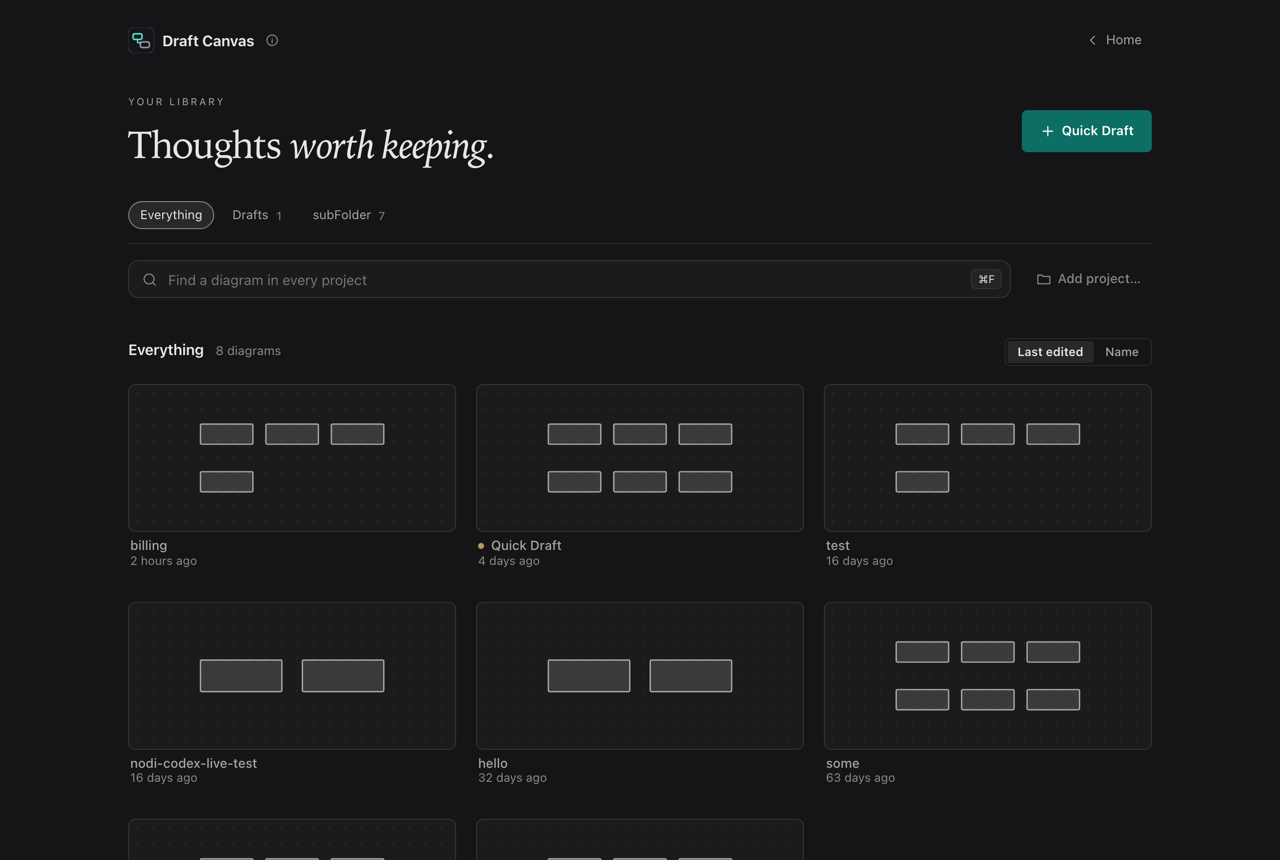 Draft Canvas
Home
YOUR LIBRARY
Thoughts worth keeping.
Quick Draft
Everything
Drafts 1
subFolder 7
Find a diagram in every project
⌘F
Add project...
Everything 8 diagrams
Last edited
Name
billing
2 hours ago
Quick Draft
4 days ago
test
16 days ago
nodi-codex-live-test
16 days ago
hello
32 days ago
some
63 days ago